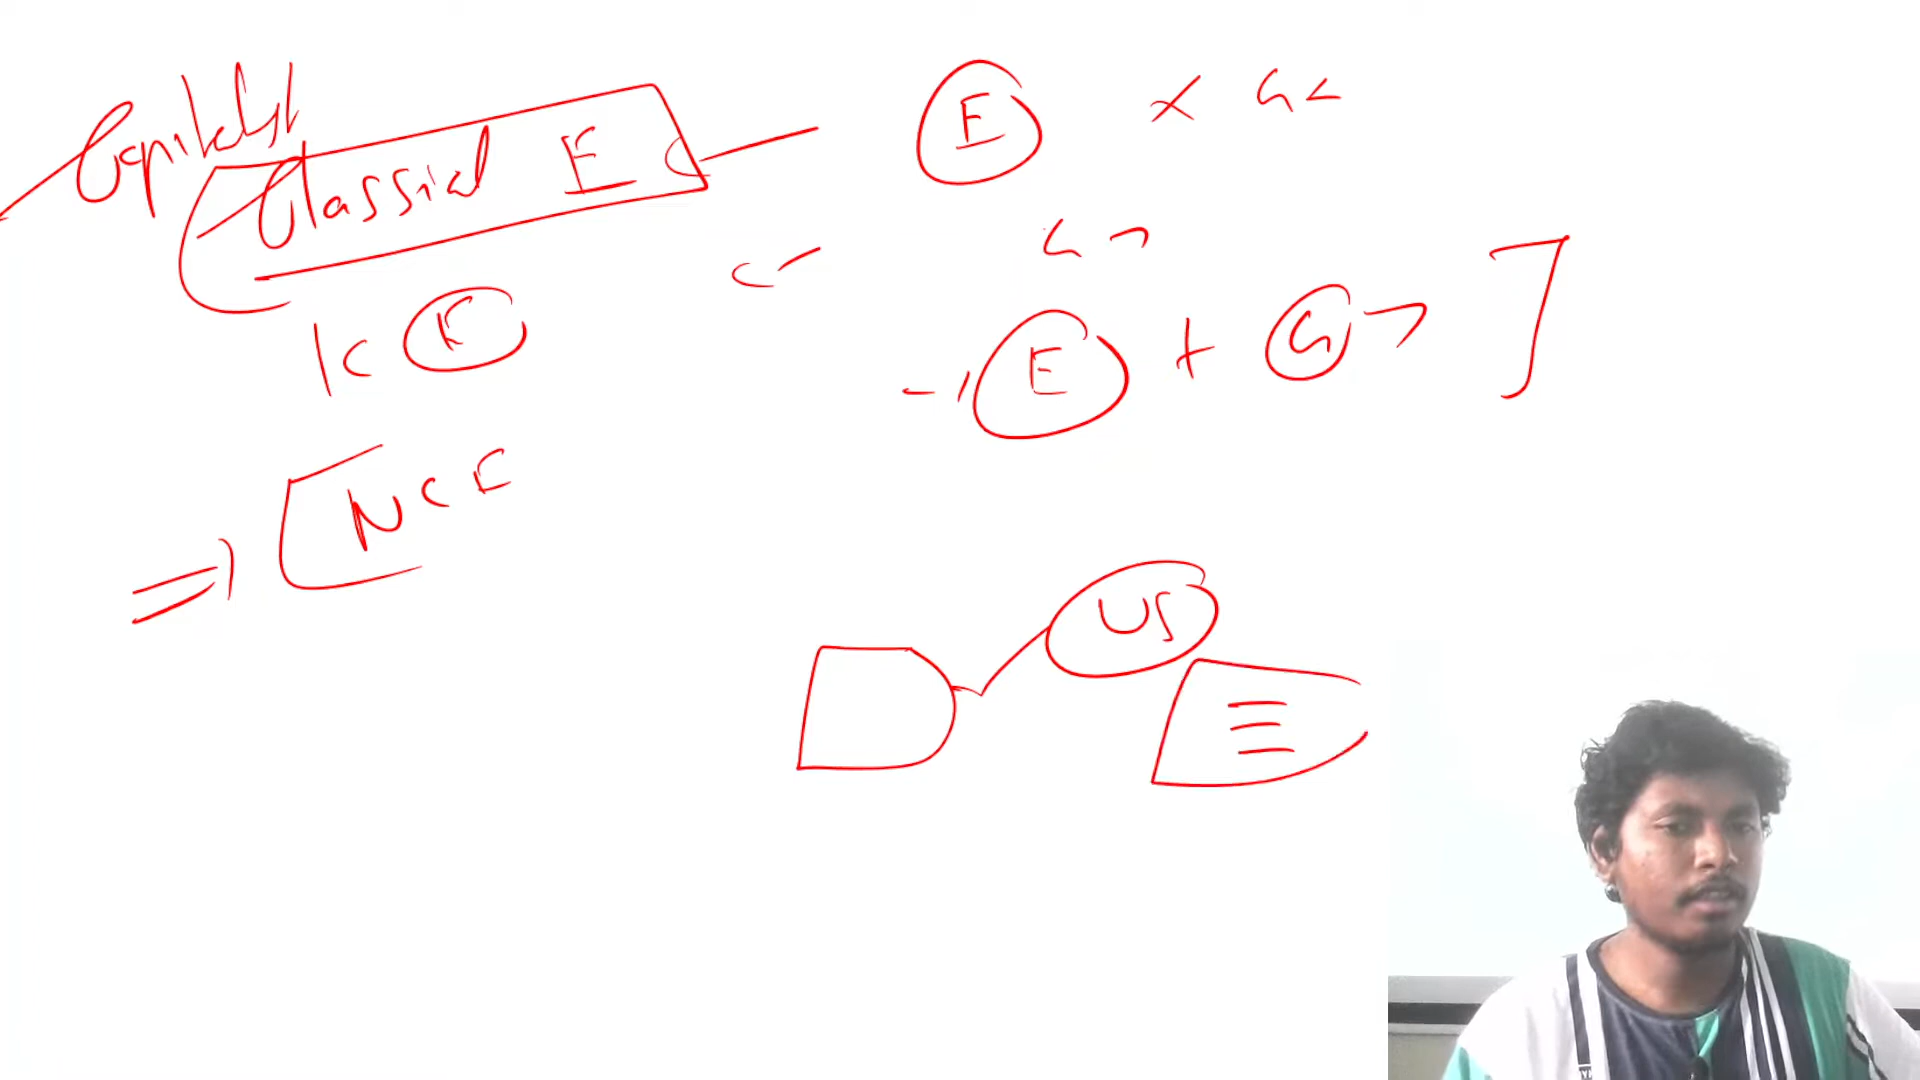 Capitalist
Classical E
E × G<
G
K E
E + G
NCE
US